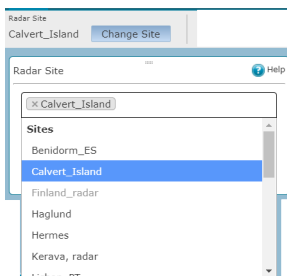 Radar Site
Calvert_Island Change Site
Radar Site Help
× Calvert_Island
Sites
Benidorm_ES
Calvert_Island
Finland_radar
Haglund
Hermes
Kerava, radar